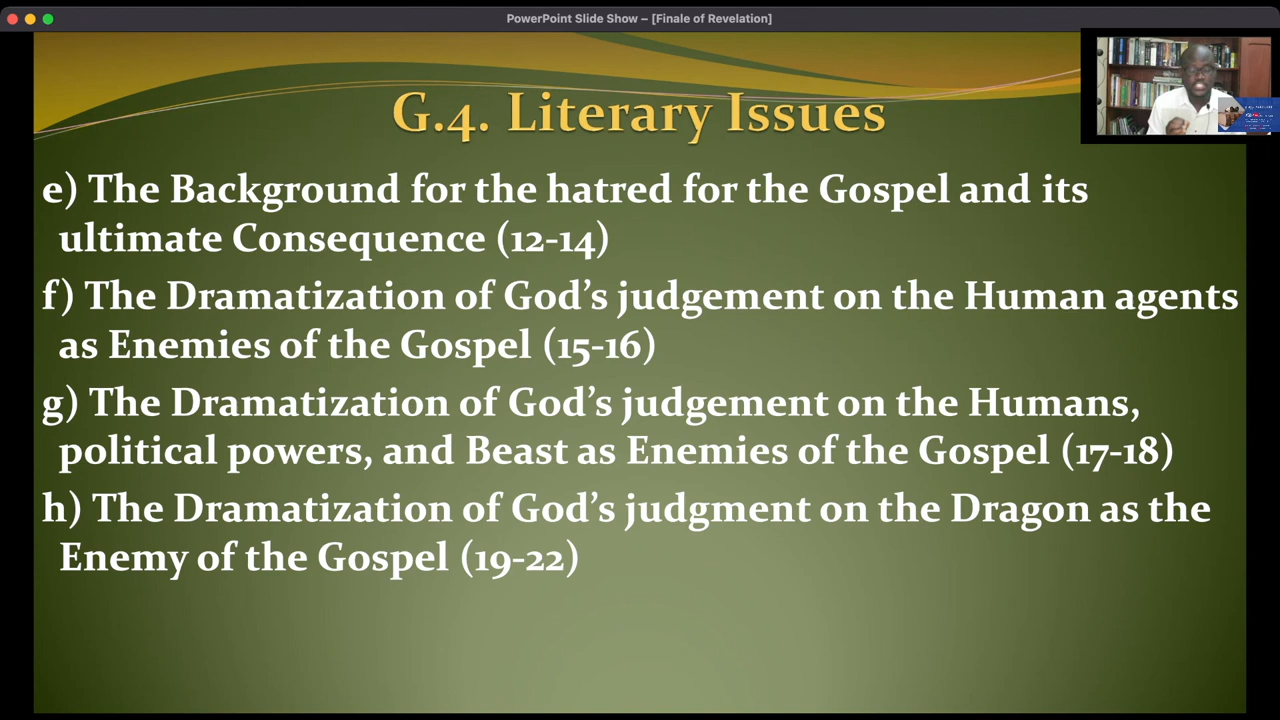 PowerPoint Slide Show – [Finale of Revelation]
G.4. Literary Issues
e) The Background for the hatred for the Gospel and its
ultimate Consequence (12-14)
f) The Dramatization of God's judgement on the Human agents
as Enemies of the Gospel (15-16)
g) The Dramatization of God's judgement on the Humans,
political powers, and Beast as Enemies of the Gospel (17-18)
h) The Dramatization of God's judgment on the Dragon as the
Enemy of the Gospel (19-22)